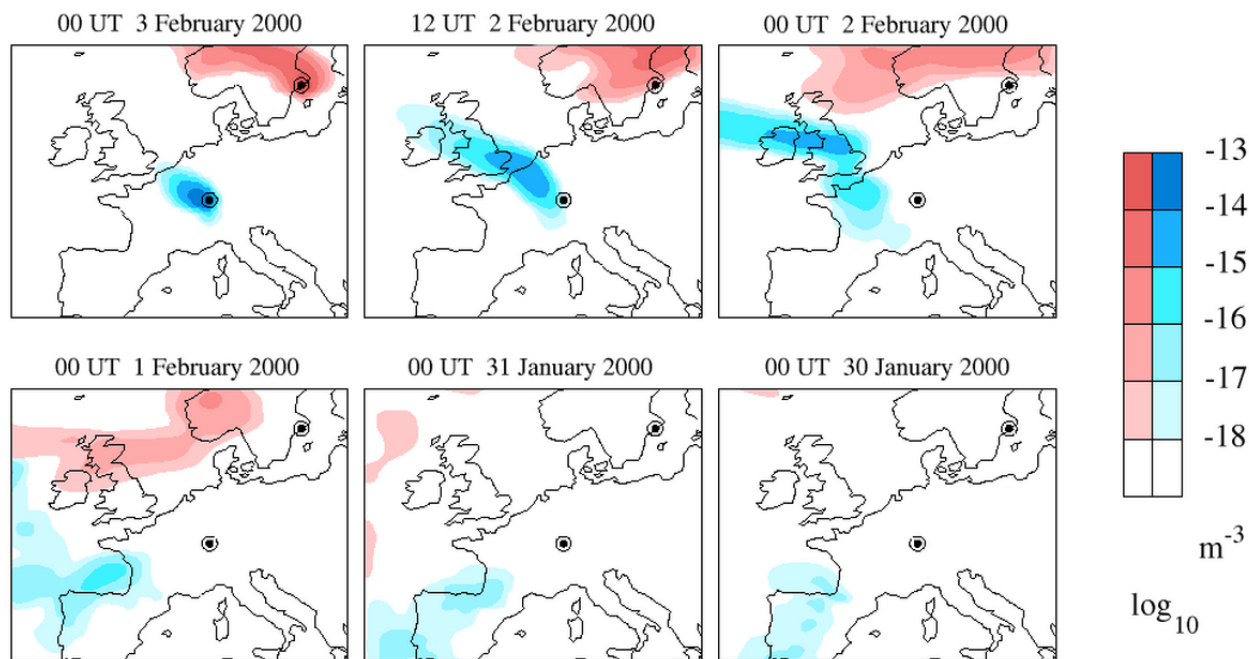 00 UT 3 February 2000
12 UT 2 February 2000
00 UT 2 February 2000
00 UT 1 February 2000
00 UT 31 January 2000
00 UT 30 January 2000
-13
-14
-15
-16
-17
-18
m-3
log10